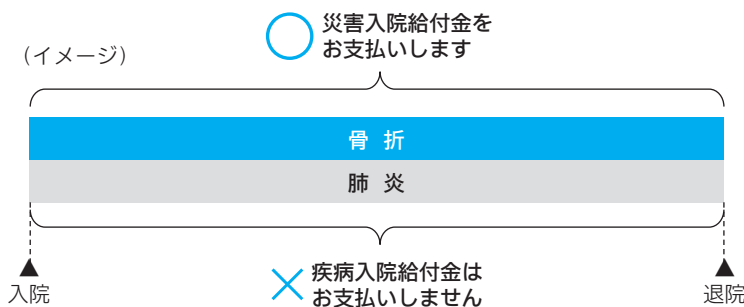 災害入院給付金を
お支払いします
（イメージ）
骨 折
肺 炎
疾病入院給付金は
お支払いしません
入院
退院